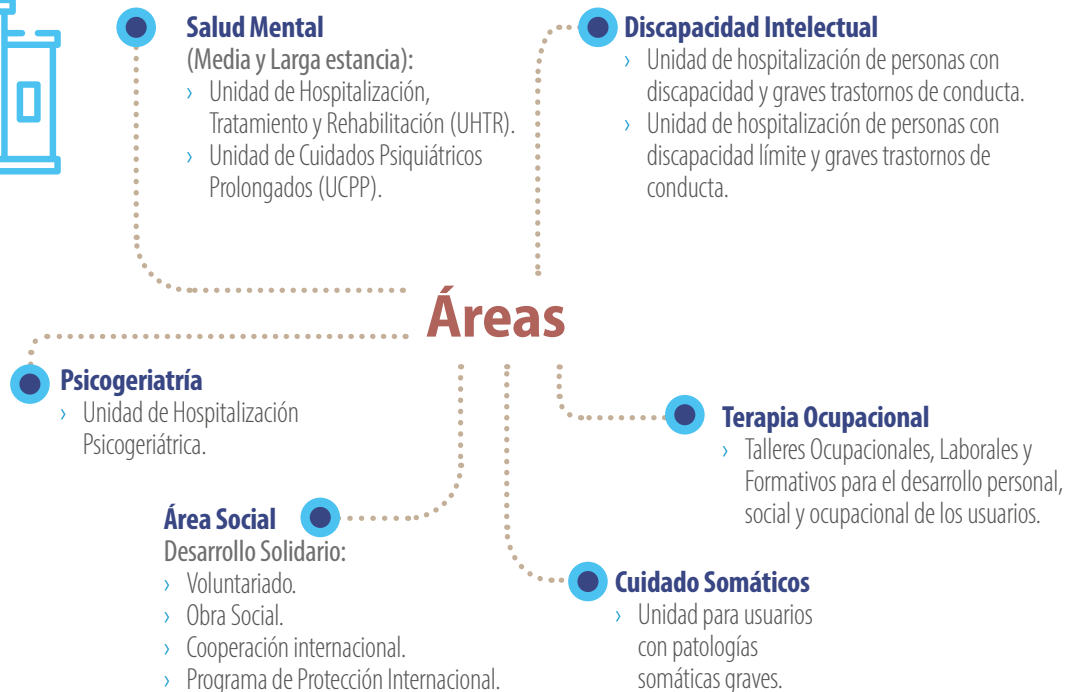 Salud Mental
(Media y Larga estancia):
› Unidad de Hospitalización,
Tratamiento y Rehabilitación (UHTR).
› Unidad de Cuidados Psiquiátricos
Prolongados (UCPP).
Discapacidad Intelectual
› Unidad de hospitalización de personas con
discapacidad y graves trastornos de conducta.
› Unidad de hospitalización de personas con
discapacidad límite y graves trastornos de
conducta.
Áreas
Psicogeriatría
› Unidad de Hospitalización
Psicogeriátrica.
Terapia Ocupacional
› Talleres Ocupacionales, Laborales y
Formativos para el desarrollo personal,
social y ocupacional de los usuarios.
Área Social
Desarrollo Solidario:
› Voluntariado.
› Obra Social.
› Cooperación internacional.
› Programa de Protección Internacional.
Cuidado Somáticos
› Unidad para usuarios
con patologías
somáticas graves.